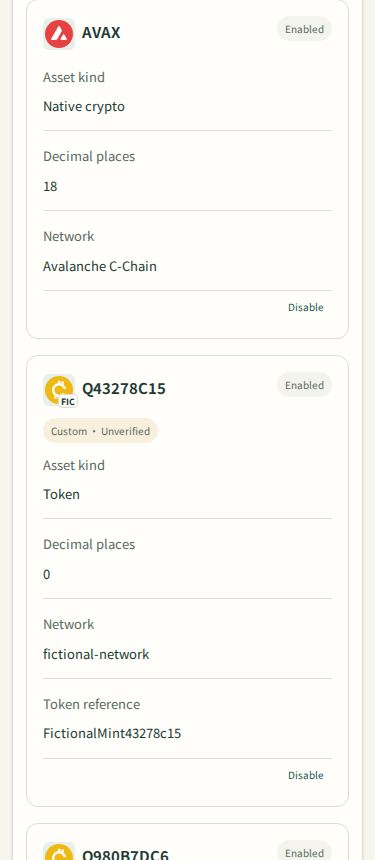 AVAX
Enabled
Asset kind
Native crypto
Decimal places
18
Network
Avalanche C-Chain
Disable
FIC
Q43278C15
Enabled
Custom • Unverified
Asset kind
Token
Decimal places
0
Network
fictional-network
Token reference
FictionalMint43278c15
Disable
Q980B7DC6
Enabled